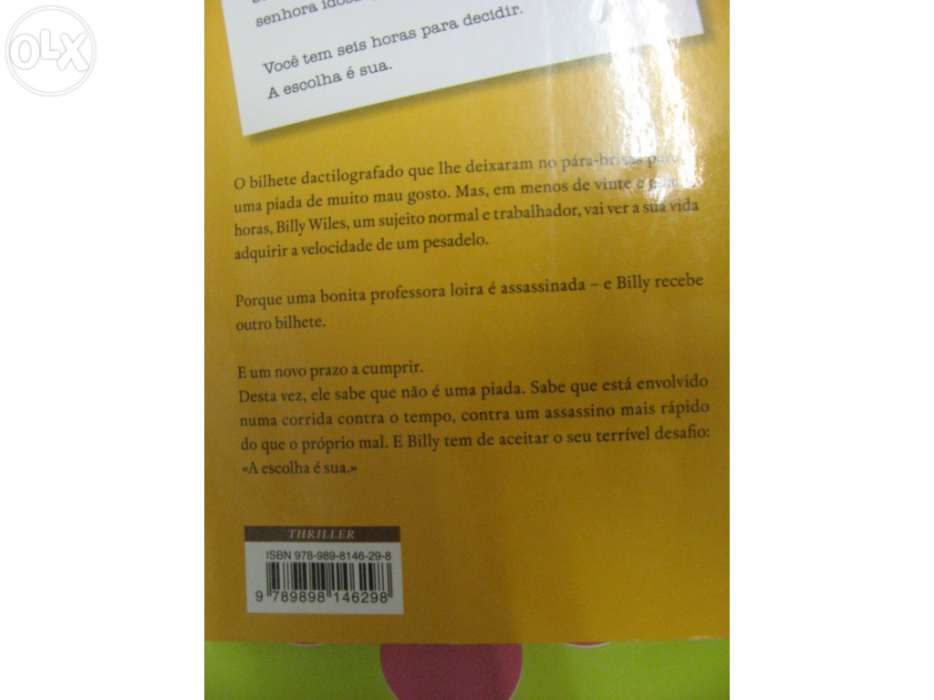 OLX
senhora
Você tem seis horas para decidir.
A escolha é sua.
O bilhete dactilografado que lhe deixaram no pára-brisas
uma piada de muito mau gosto. Mas, em menos de vinte e
horas, Billy Wiles, um sujeito normal e trabalhador, vai ver a sua vida
adquirir a velocidade de um pesadelo.
Porque uma bonita professora loira é assassinada – e Billy recebe
outro bilhete.
E um novo prazo a cumprir.
Desta vez, ele sabe que não é uma piada. Sabe que está envolvido
numa corrida contra o tempo, contra um assassino mais rápido
do que o próprio mal. E Billy tem de aceitar o seu terrível desafio:
«A escolha é sua.»
THRILLER
ISBN 978-989-8146-29-8
9 789898 146298